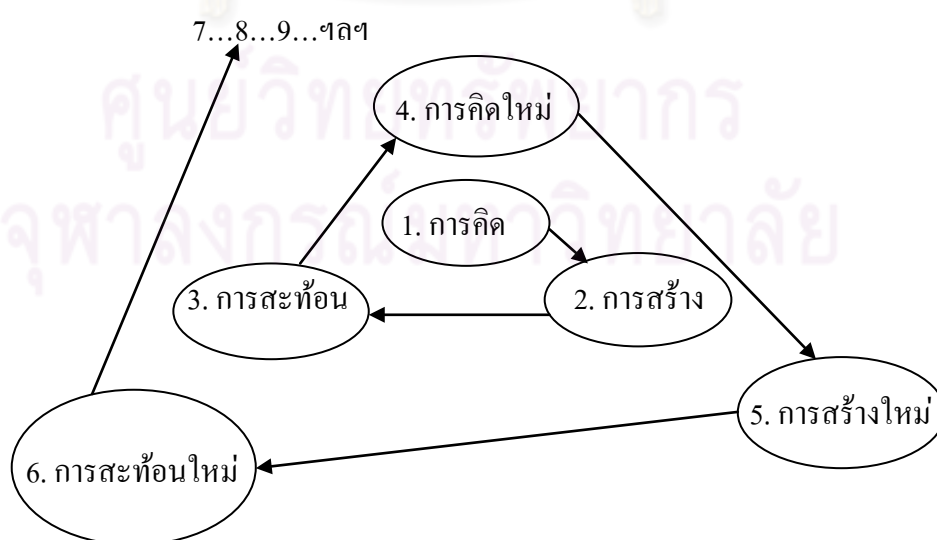 7...8...9...ฯลฯ
ศูนย์วิทยทรัพยากร
4. การคิดใหม่
จุฬาลงกรณ์มหาวิทยาลัย
1. การคิด
3. การสะท้อน
2. การสร้าง
5. การสร้างใหม่
6. การสะท้อนใหม่